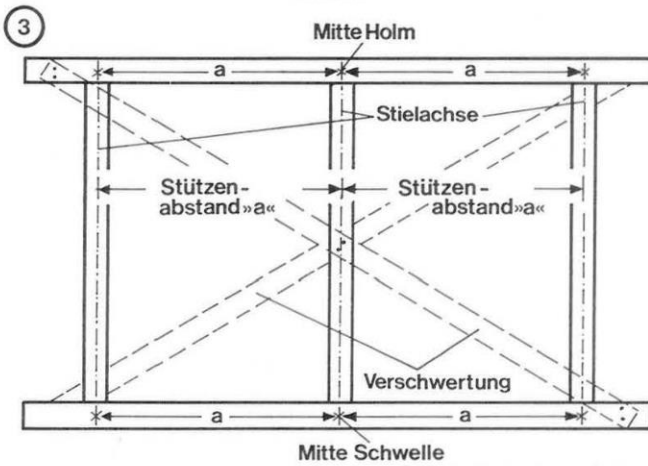 3
Mitte Holm
a a
Stielachse
Stützen- Stützen-
abstand»a« abstand»a«
Verschwertung
a a
Mitte Schwelle